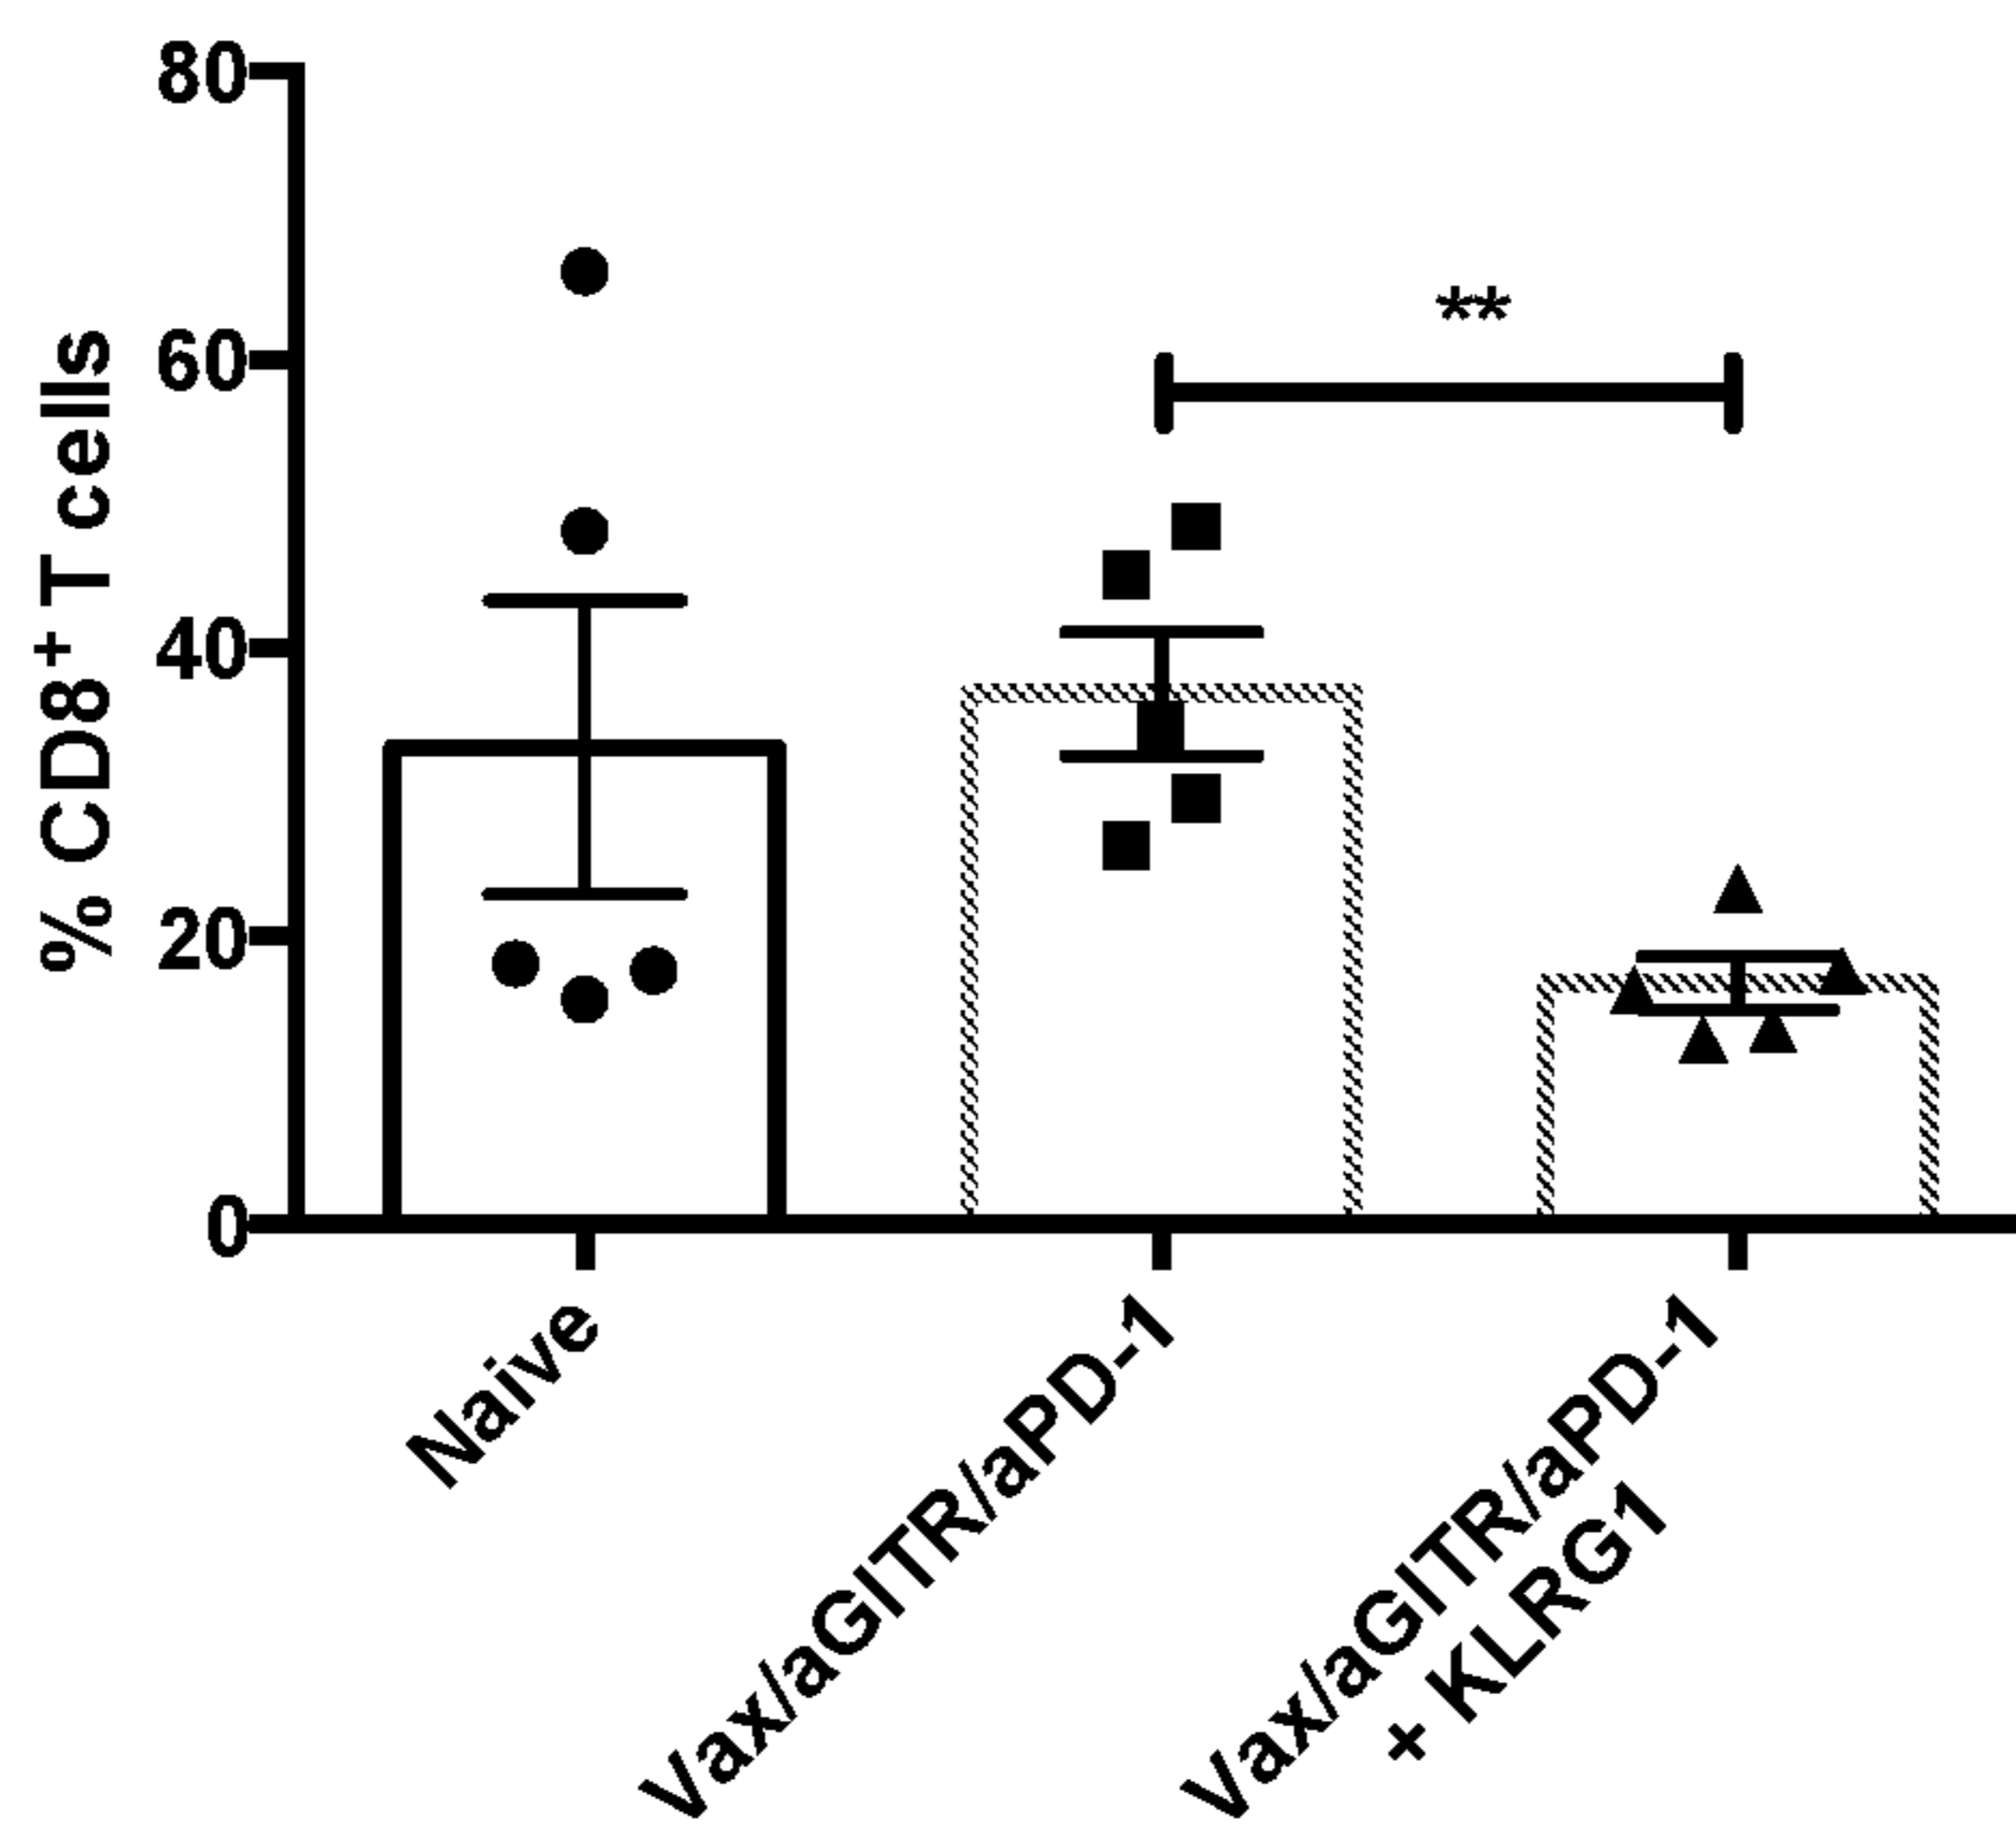 % CD8+ T cells
80
60
40
20
0
**
Naive
Vax/aGITR/aPD-1
Vax/aGITR/aPD-1
+ KLRG1